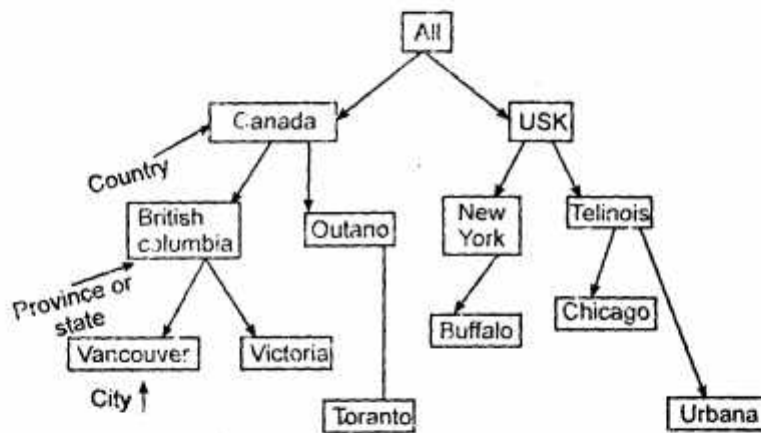 All
Canada
USK
Country
British
columbia
Outano
New
York
Telinois
Province or
state
Vancouver
Victoria
Buffalo
Chicago
City
Toranto
Urbana